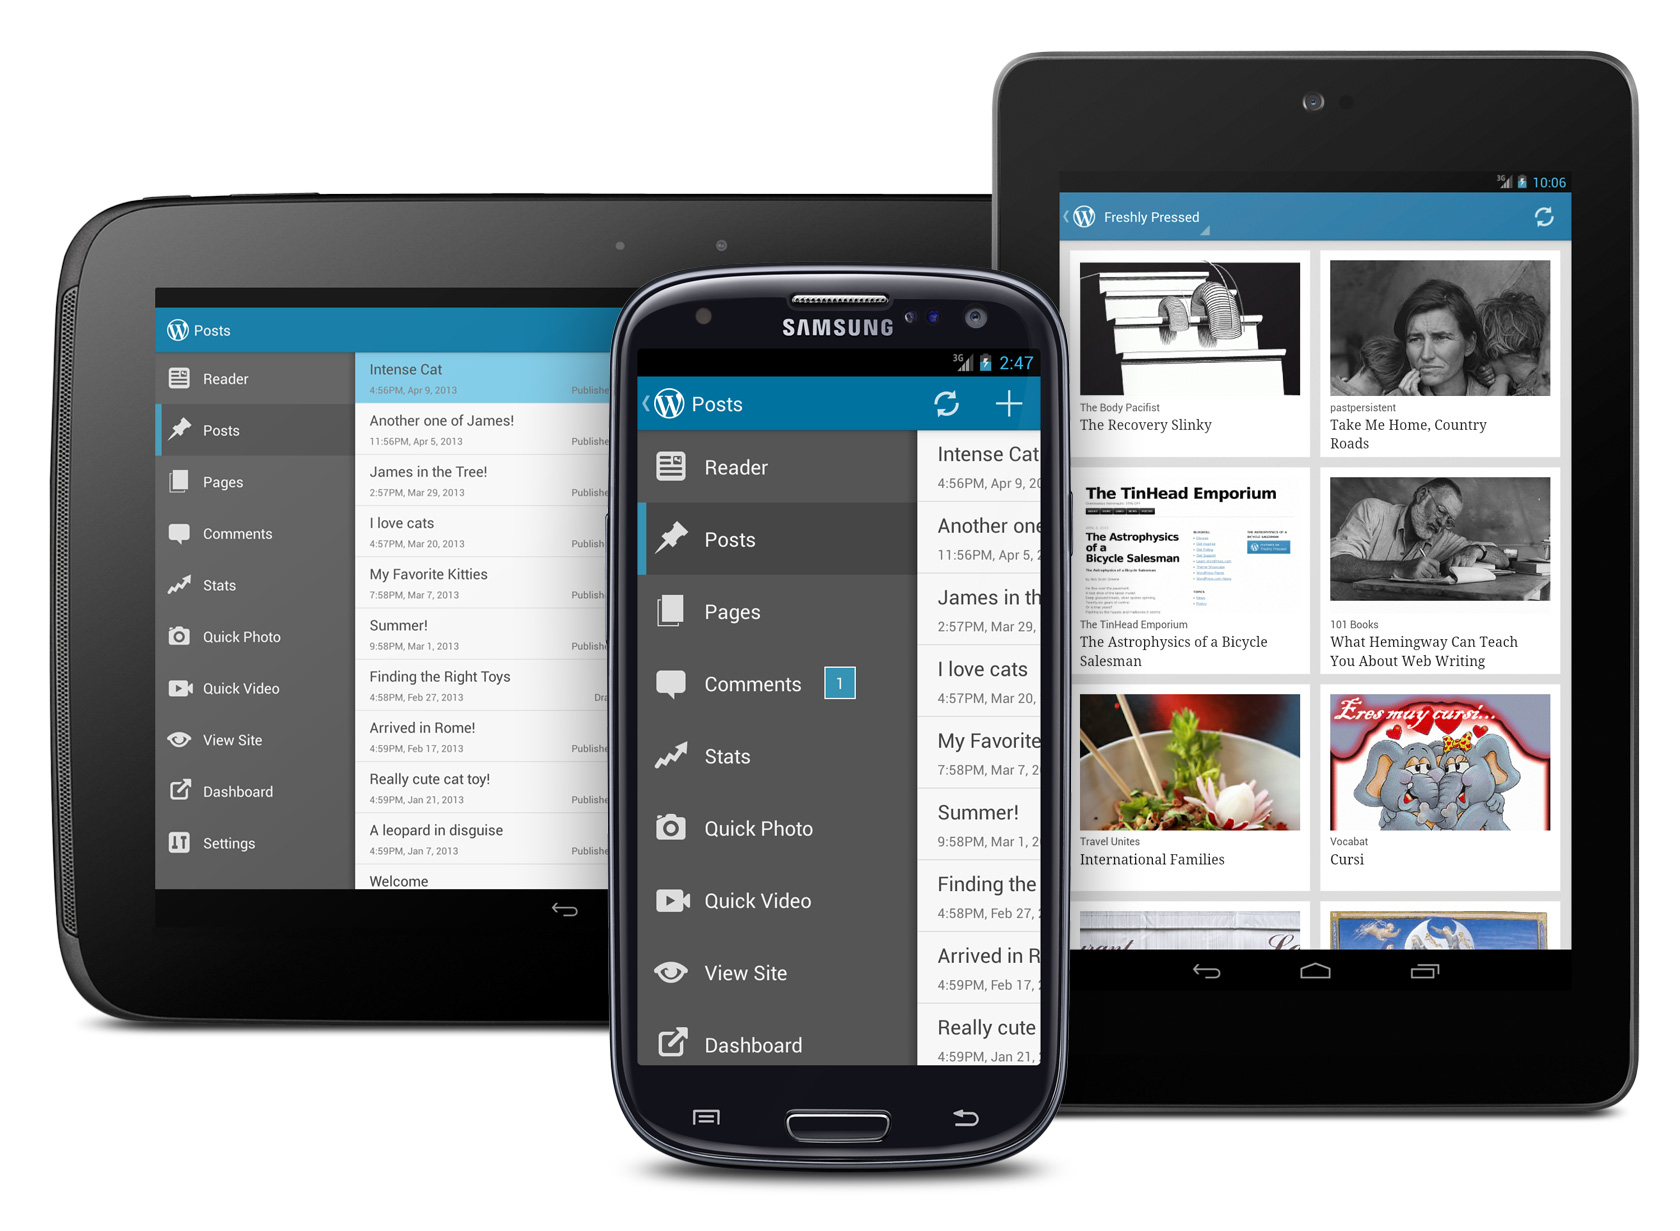 Posts
Reader
Posts
Pages
Comments
Stats
Quick Photo
Quick Video
View Site
Dashboard
Settings
Intense Cat
4:56PM, Apr 9, 2013 Publishe
Another one of James!
11:56PM, Apr 5, 2013 Publishe
James in the Tree!
2:57PM, Mar 29, 2013 Publishe
I love cats
4:57PM, Mar 20, 2013 Publish
My Favorite Kitties
7:58PM, Mar 7, 2013 Publish
Summer!
9:58PM, Mar 1, 2013 Publish
Finding the Right Toys
4:58PM, Feb 27, 2013 Dra
Arrived in Rome!
4:59PM, Feb 17, 2013 Publishe
Really cute cat toy!
4:59PM, Jan 21, 2013 Publishe
A leopard in disguise
4:59PM, Jan 7, 2013 Publishe
Welcome
SAMSUNG
3G 2:47
Posts
Reader
Posts
Pages
Comments 1
Stats
Quick Photo
Quick Video
View Site
Dashboard
Intense Cat
4:56PM, Apr 9, 20
Another one
11:56PM, Apr 5, 2
James in th
2:57PM, Mar 29,
I love cats
4:57PM, Mar 20,
My Favorite
7:58PM, Mar 7, 2
Summer!
9:58PM, Mar 1, 2
Finding the
4:58PM, Feb 27, 2
Arrived in R
4:59PM, Feb 17, 2
Really cute
4:59PM, Jan 21,
3G 10:06
Freshly Pressed
The Body Pacifist
The Recovery Slinky
pastpersistent
Take Me Home, Country
Roads
The TinHead Emporium
The Astrophysics
of a
Bicycle Salesman
The TinHead Emporium
The Astrophysics of a Bicycle
Salesman
101 Books
What Hemingway Can Teach
You About Web Writing
Travel Unites
International Families
Eres muy cursi...
Vocabat
Cursi